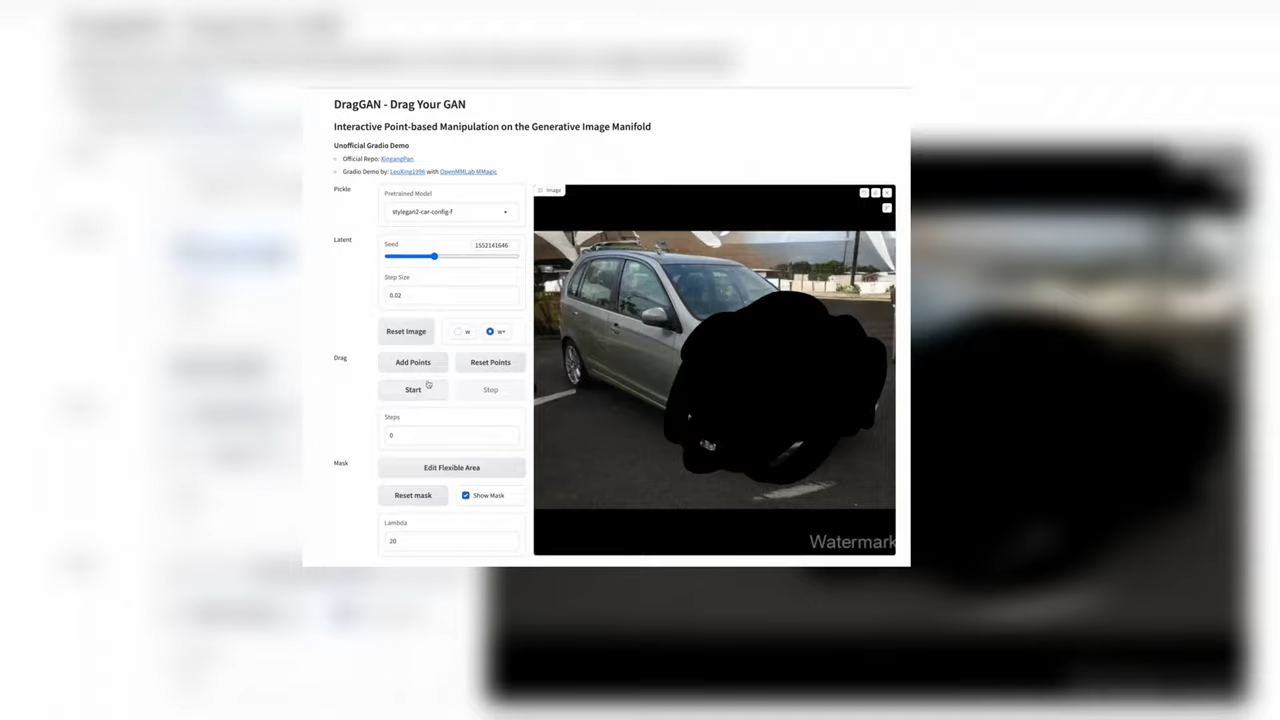 DragGAN - Drag Your GAN
Interactive Point-based Manipulation on the Generative Image Manifold
Unofficial Gradio Demo
Official Repo: XingangPan
Gradio Demo by: LeoXing1996 with OpenMMLab MMagic
Pickle
Pretrained Model
stylegan2-car-config-f
Image
Latent
Seed
1552141646
Step Size
0.02
Reset Image
w
w+
Drag
Add Points
Reset Points
Start
Stop
Steps
0
Mask
Edit Flexible Area
Reset mask
Show Mask
Lambda
20
Watermark